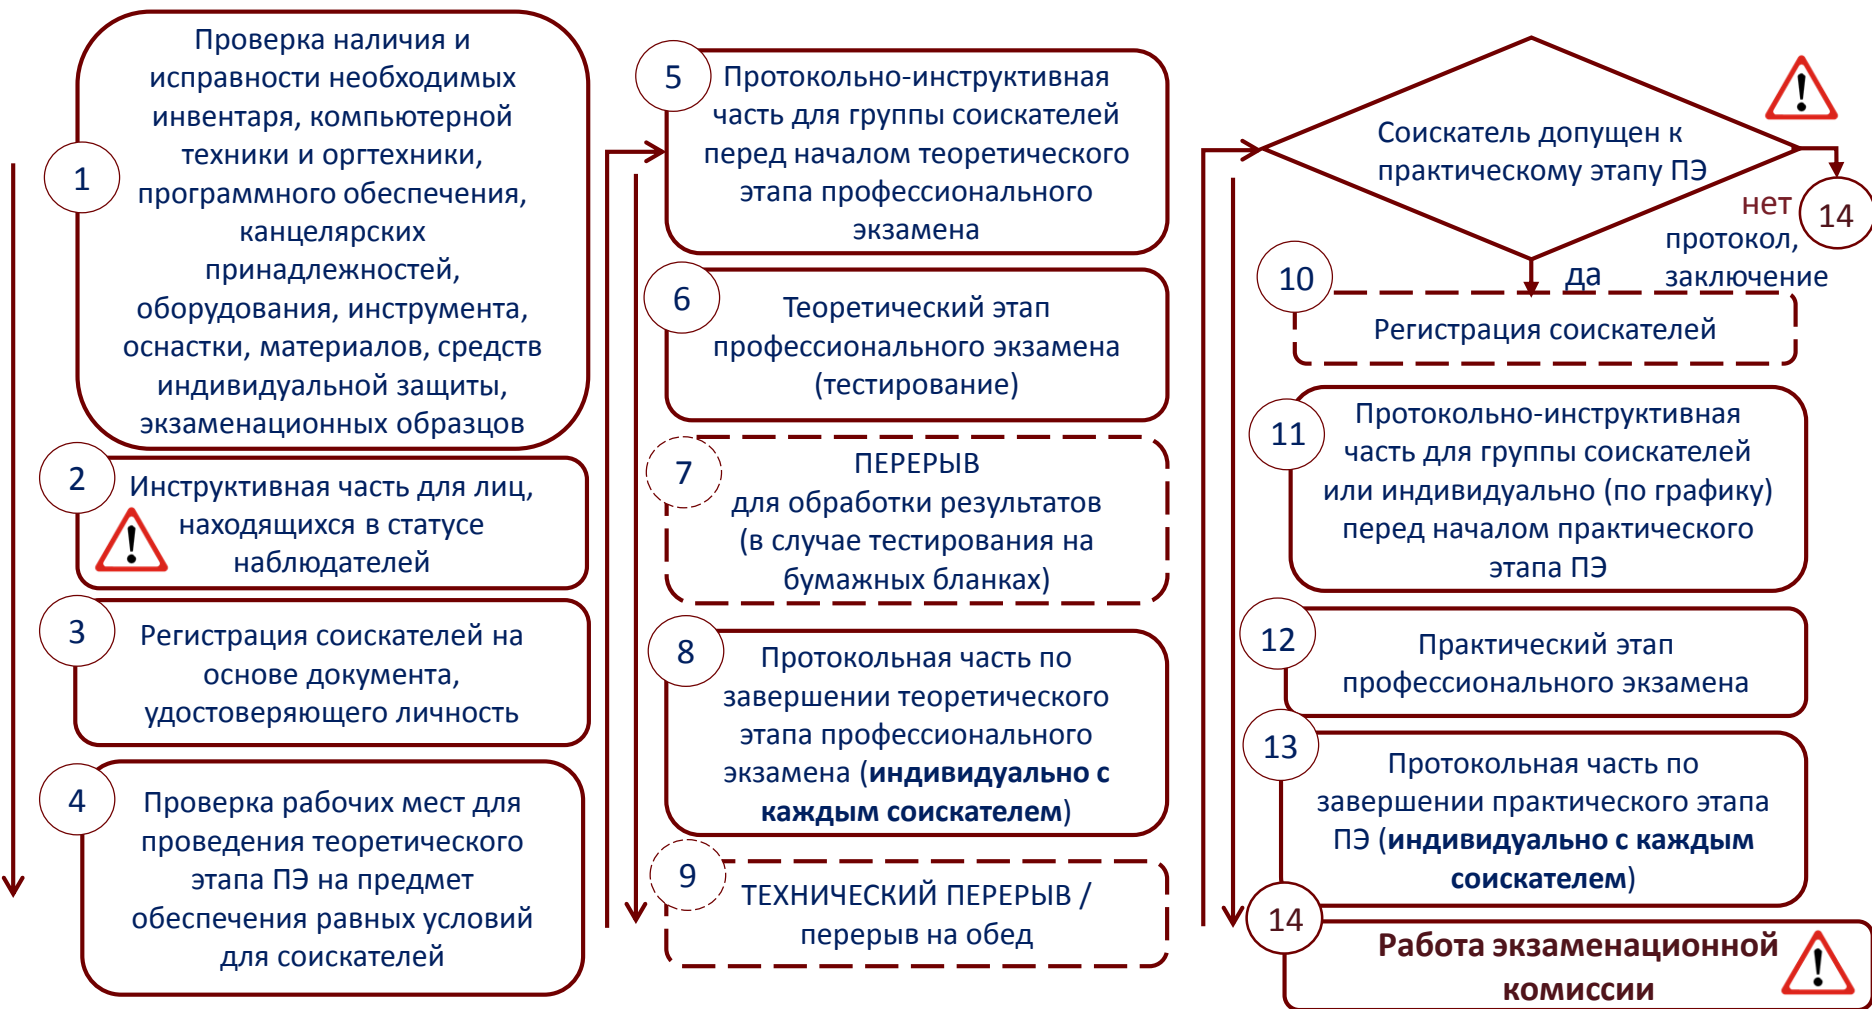 1
Проверка наличия и
исправности необходимых
инвентаря, компьютерной
техники и оргтехники,
программного обеспечения,
канцелярских
принадлежностей,
оборудования, инструмента,
оснастки, материалов, средств
индивидуальной защиты,
экзаменационных образцов
2
Инструктивная часть для лиц,
находящихся в статусе
наблюдателей
3
Регистрация соискателей на
основе документа,
удостоверяющего личность
4
Проверка рабочих мест для
проведения теоретического
этапа ПЭ на предмет
обеспечения равных условий
для соискателей
5
Протокольно-инструктивная
часть для группы соискателей
перед началом теоретического
этапа профессионального
экзамена
6
Теоретический этап
профессионального экзамена
(тестирование)
7
ПЕРЕРЫВ
для обработки результатов
(в случае тестирования на
бумажных бланках)
8
Протокольная часть по
завершении теоретического
этапа профессионального
экзамена (индивидуально с
каждым соискателем)
9
ТЕХНИЧЕСКИЙ ПЕРЕРЫВ /
перерыв на обед
Соискатель допущен к
практическому этапу ПЭ
нет
14
протокол,
заключение
да
10
Регистрация соискателей
11
Протокольно-инструктивная
часть для группы соискателей
или индивидуально (по графику)
перед началом практического
этапа ПЭ
12
Практический этап
профессионального экзамена
13
Протокольная часть по
завершении практического этапа
ПЭ (индивидуально с каждым
соискателем)
14
Работа экзаменационной
комиссии